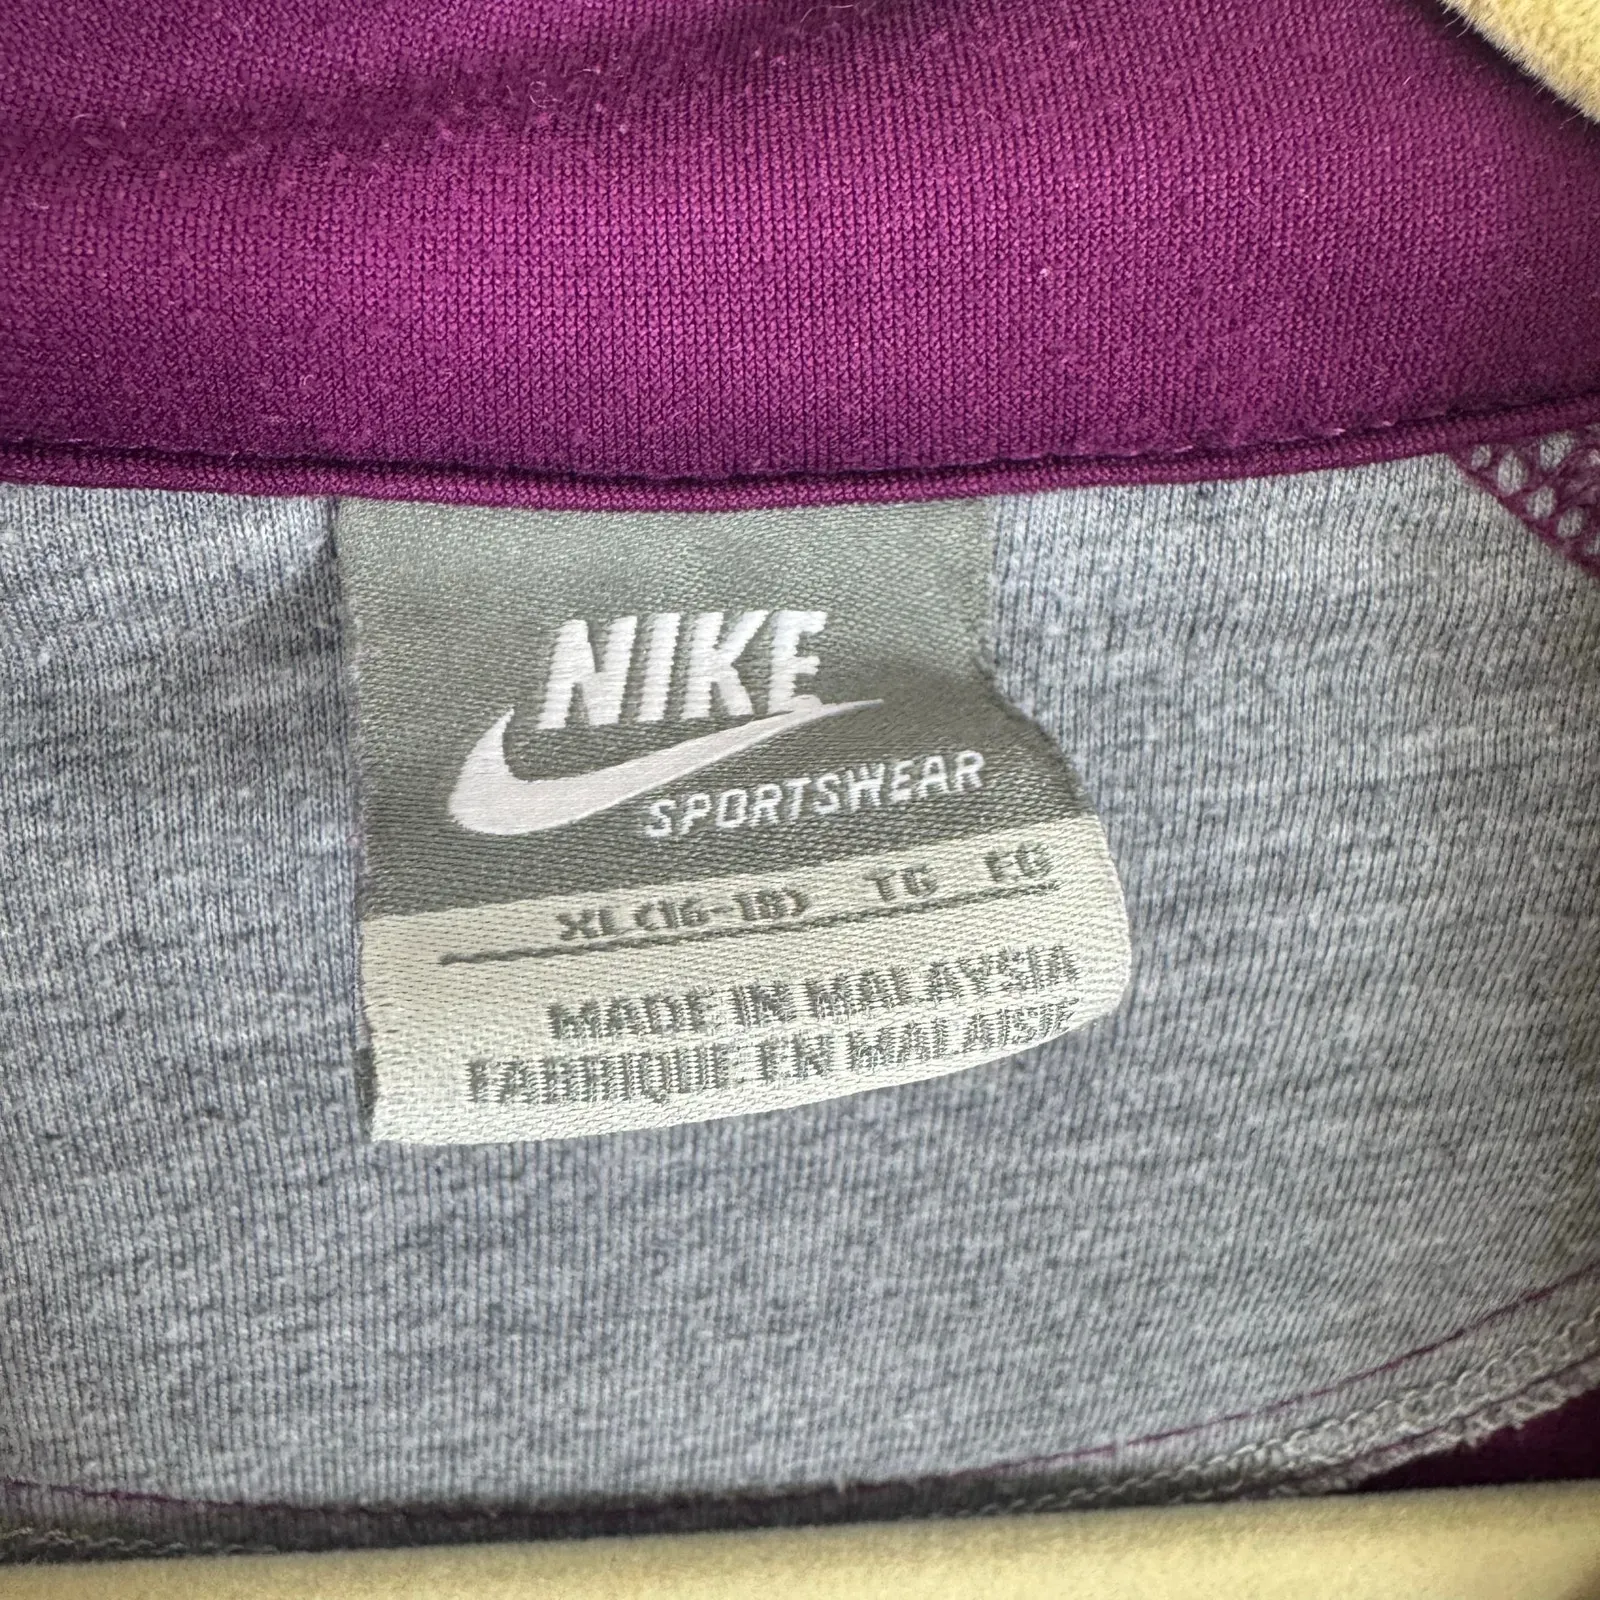 NIKE
SPORTSWEAR
XL (16-18) TG EG
MADE IN MALAYSIA
FABRIQUE EN MALAISIE